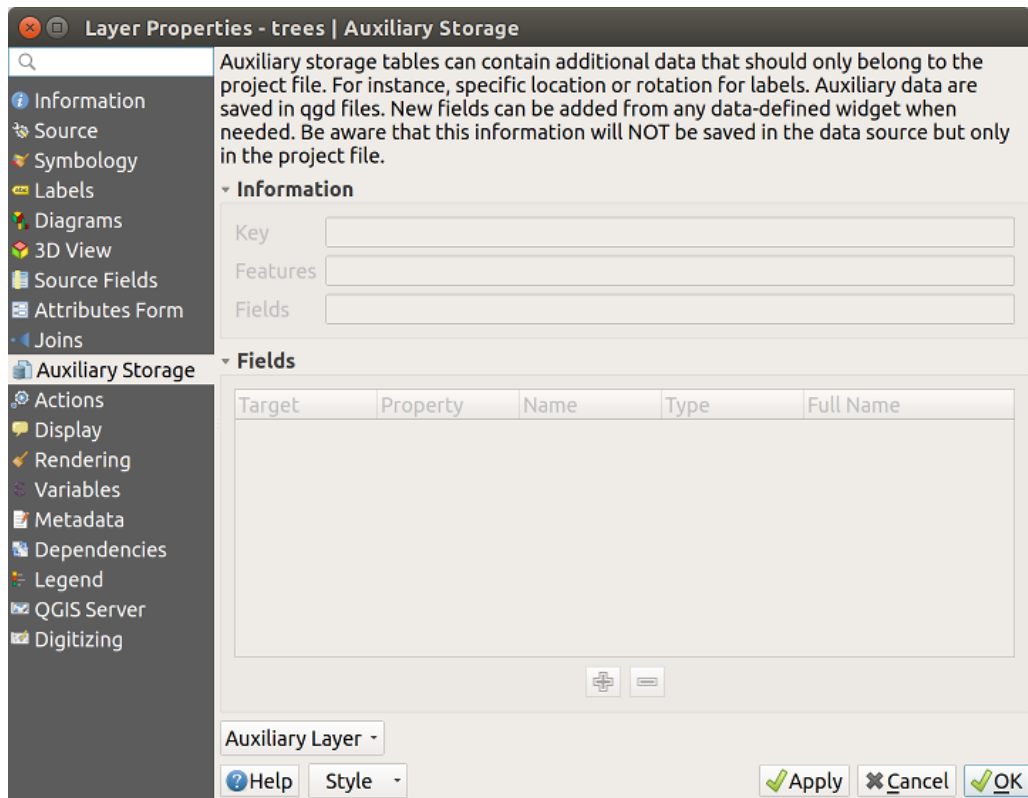 Layer Properties - trees | Auxiliary Storage
Information
Source
Symbology
Labels
Diagrams
3D View
Source Fields
Attributes Form
Joins
Auxiliary Storage
Actions
Display
Rendering
Variables
Metadata
Dependencies
Legend
QGIS Server
Digitizing
Auxiliary storage tables can contain additional data that should only belong to the
project file. For instance, specific location or rotation for labels. Auxiliary data are
saved in qgd files. New fields can be added from any data-defined widget when
needed. Be aware that this information will NOT be saved in the data source but only
in the project file.
Information
Key
Features
Fields
Fields
Target Property Name Type Full Name
Auxiliary Layer
Help Style Apply Cancel OK